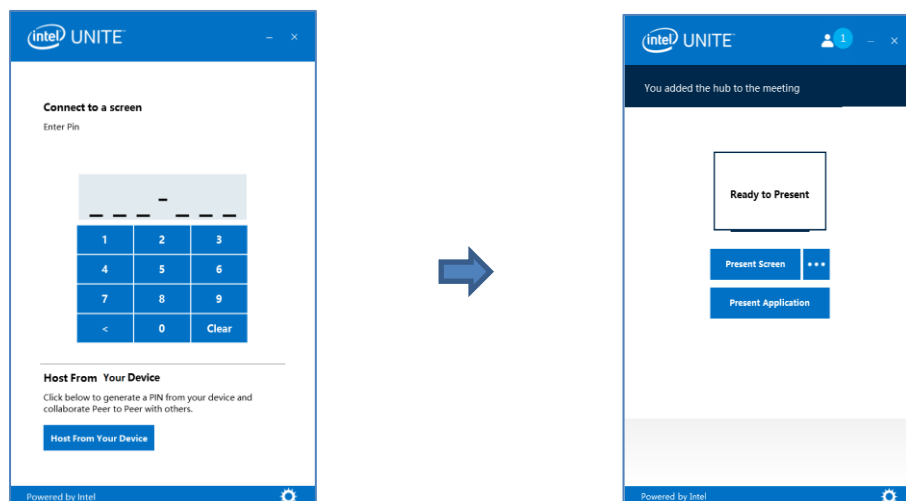 intel UNITE™
Connect to a screen
Enter Pin
_ _ _ - _ _ _
1 2 3
4 5 6
7 8 9
< 0 Clear
Host From Your Device
Click below to generate a PIN from your device and
collaborate Peer to Peer with others.
Host From Your Device
Powered by Intel
intel UNITE™
1
You added the hub to the meeting
Ready to Present
Present Screen
Present Application
Powered by Intel